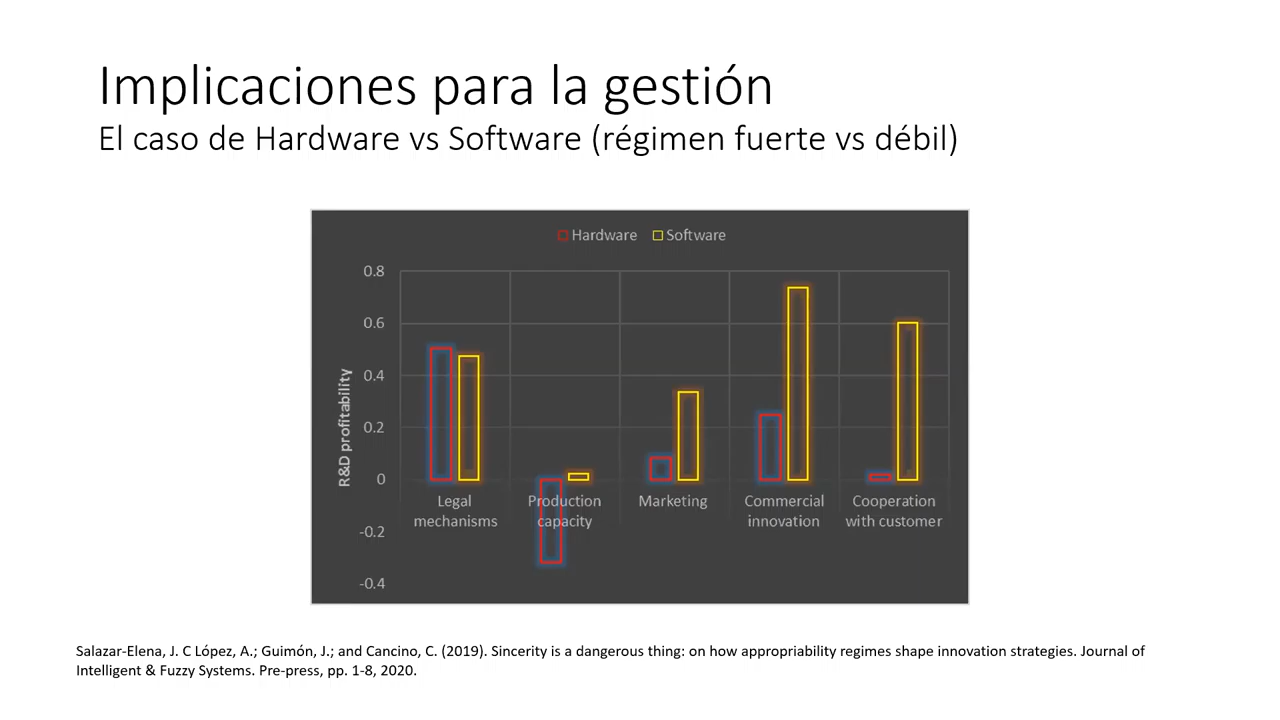 Implicaciones para la gestión
El caso de Hardware vs Software (régimen fuerte vs débil)
Hardware Software
R&D profitability
0.8
0.6
0.4
0.2
0
-0.2
-0.4
Legal mechanisms
Production capacity
Marketing
Commercial innovation
Cooperation with customer
Salazar-Elena, J. C López, A.; Guimón, J.; and Cancino, C. (2019). Sincerity is a dangerous thing: on how appropriability regimes shape innovation strategies. Journal of
Intelligent & Fuzzy Systems. Pre-press, pp. 1-8, 2020.